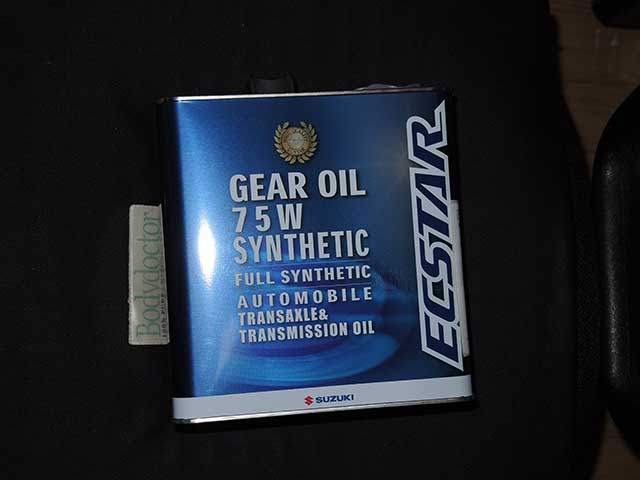 GEAR OIL
75W
SYNTHETIC
FULL SYNTHETIC
AUTOMOBILE
TRANSAXLE&
TRANSMISSION OIL
ECSTAR
SUZUKI
Bodydoctor